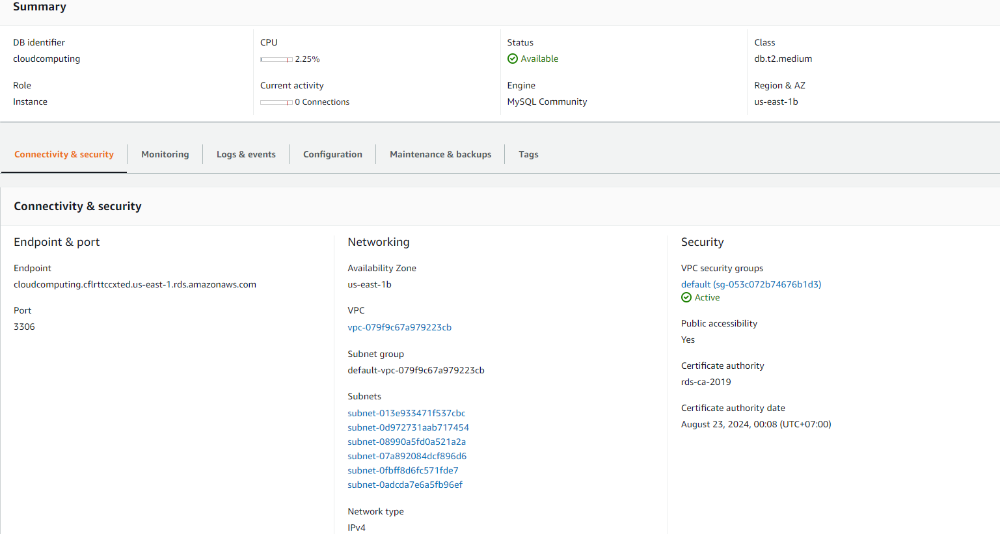 Summary
DB identifier
cloudcomputing
CPU
2.25%
Status
Available
Class
db.t2.medium
Role
Instance
Current activity
0 Connections
Engine
MySQL Community
Region & AZ
us-east-1b
Connectivity & security
Monitoring
Logs & events
Configuration
Maintenance & backups
Tags
Connectivity & security
Endpoint & port
Endpoint
cloudcomputing.cflrttccxted.us-east-1.rds.amazonaws.com
Port
3306
Networking
Availability Zone
us-east-1b
VPC
vpc-079f9c67a979223cb
Subnet group
default-vpc-079f9c67a979223cb
Subnets
subnet-013e933471f537cbc
subnet-0d972731aab717454
subnet-08990a5fd0a521a2a
subnet-07a892084dcf896d6
subnet-0fbff8d6fc571fde7
subnet-0adcda7e6a5fb96ef
Network type
IPv4
Security
VPC security groups
default (sg-053c072b74676b1d3)
Active
Public accessibility
Yes
Certificate authority
rds-ca-2019
Certificate authority date
August 23, 2024, 00:08 (UTC+07:00)